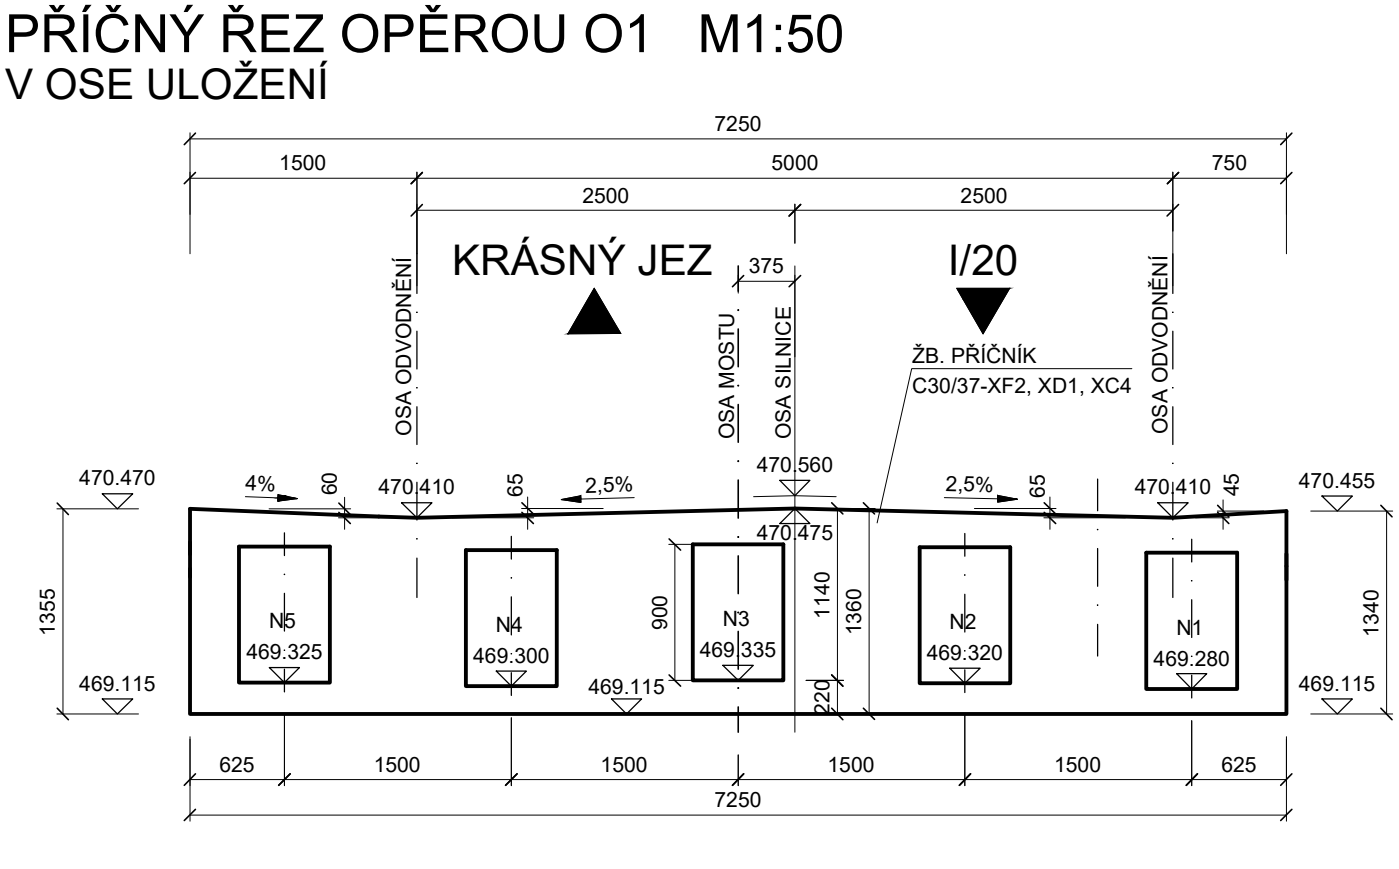 PŘÍČNÝ ŘEZ OPĚROU O1 M1:50
V OSE ULOŽENÍ
7250
1500
5000
750
2500
2500
KRÁSNÝ JEZ
I/20
375
OSA ODVODNĚNÍ
OSA MOSTU
OSA SILNICE
OSA ODVODNĚNÍ
ŽB. PŘÍČNÍK
C30/37-XF2, XD1, XC4
470.470
4%
60
470.410
65
2,5%
470.560
2,5%
65
470.410
45
470.455
470.475
1355
900
1140
1360
1340
N5
469.325
N4
469.300
N3
469.335
N2
469.320
N1
469.280
469.115
469.115
220
469.115
625
1500
1500
1500
1500
625
7250